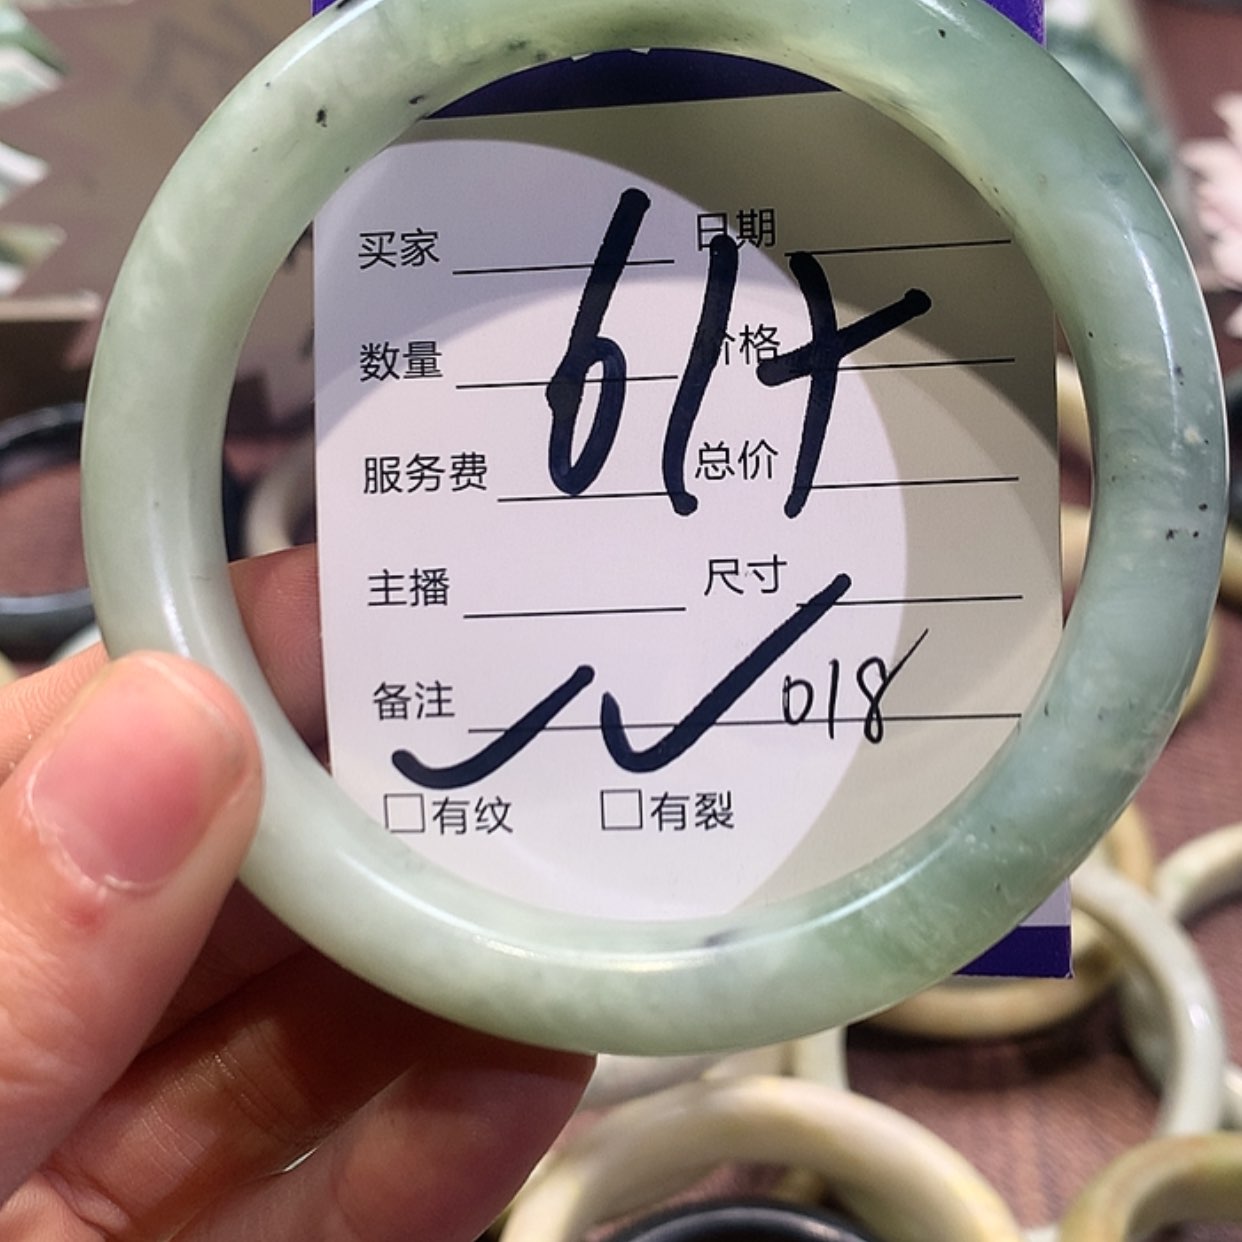 买家 日期
61+
数量 价格
服务费 总价
主播 尺寸
备注 018
✓ ✓
□有纹 □有裂